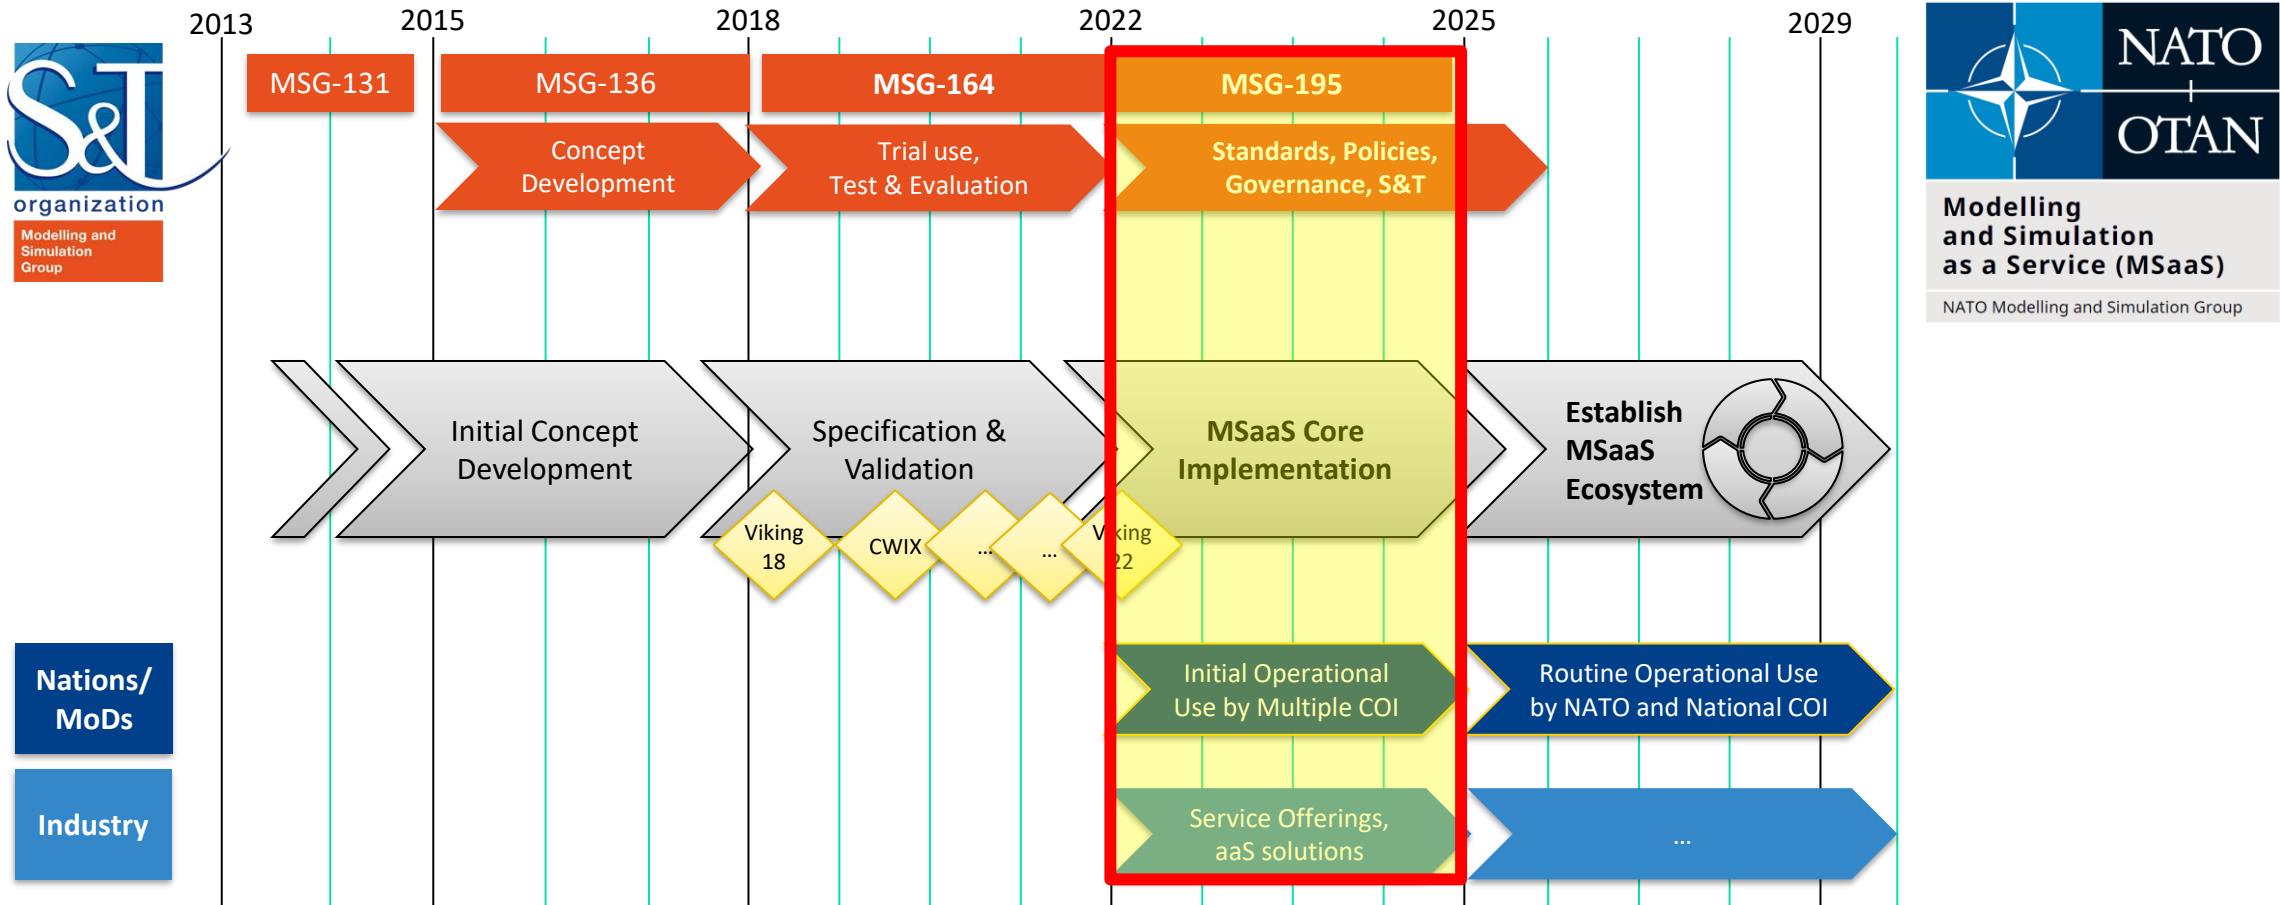 2013
2015
2018
2022
2025
2029
S&T
organization
Modelling and
Simulation
Group
MSG-131
MSG-136
MSG-164
MSG-195
Concept
Development
Trial use,
Test & Evaluation
Standards, Policies,
Governance, S&T
NATO
OTAN
Modelling
and Simulation
as a Service (MSaaS)
NATO Modelling and Simulation Group
Initial Concept
Development
Specification &
Validation
MSaaS Core
Implementation
Establish
MSaaS
Ecosystem
Viking
18
CWIX
...
...
Viking
22
Nations/
MoDs
Initial Operational
Use by Multiple COI
Routine Operational Use
by NATO and National COI
Industry
Service Offerings,
aaS solutions
...